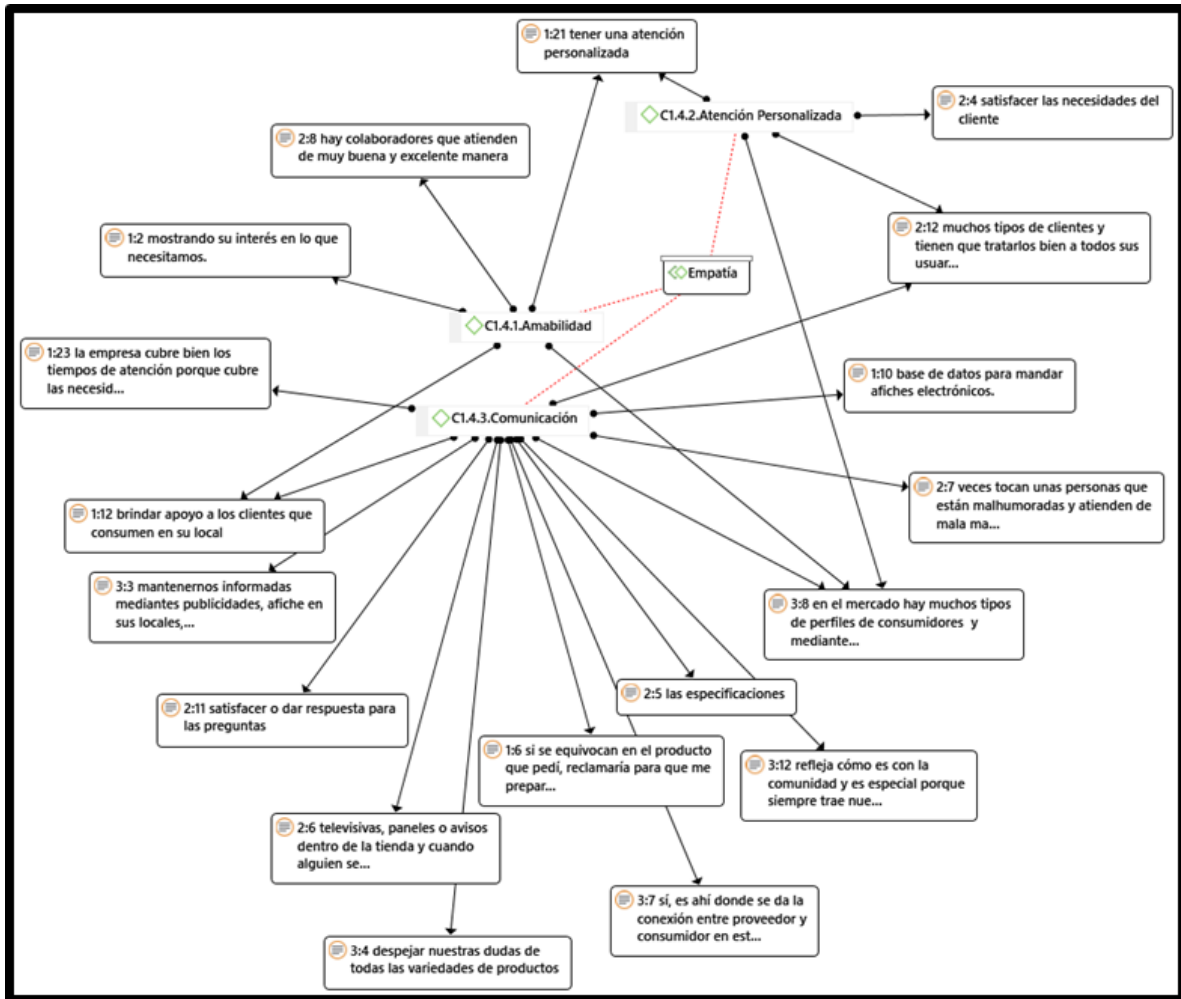 1:21 tener una atención
personalizada
C1.4.2.Atención Personalizada
2:4 satisfacer las necesidades del
cliente
2:8 hay colaboradores que atienden
de muy buena y excelente manera
1:2 mostrando su interés en lo que
necesitamos.
2:12 muchos tipos de clientes y
tienen que tratarlos bien a todos sus
usuar...
Empatía
C1.4.1.Amabilidad
1:23 la empresa cubre bien los
tiempos de atención porque cubre
las necesid...
1:10 base de datos para mandar
afiches electrónicos.
C1.4.3.Comunicación
2:7 veces tocan unas personas que
están malhumoradas y atienden de
mala ma...
1:12 brindar apoyo a los clientes que
consumen en su local
3:3 mantenernos informadas
mediantes publicidades, afiche en
sus locales,...
3:8 en el mercado hay muchos tipos
de perfiles de consumidores y
mediante...
2:11 satisfacer o dar respuesta para
las preguntas
2:5 las especificaciones
1:6 si se equivocan en el producto
que pedí, reclamaría para que me
prepar...
3:12 refleja cómo es con la
comunidad y es especial porque
siempre trae nue...
2:6 televisivas, paneles o avisos
dentro de la tienda y cuando
alguien se...
3:7 sí, es ahí donde se da la
conexión entre proveedor y
consumidor en est...
3:4 despejar nuestras dudas de
todas las variedades de productos